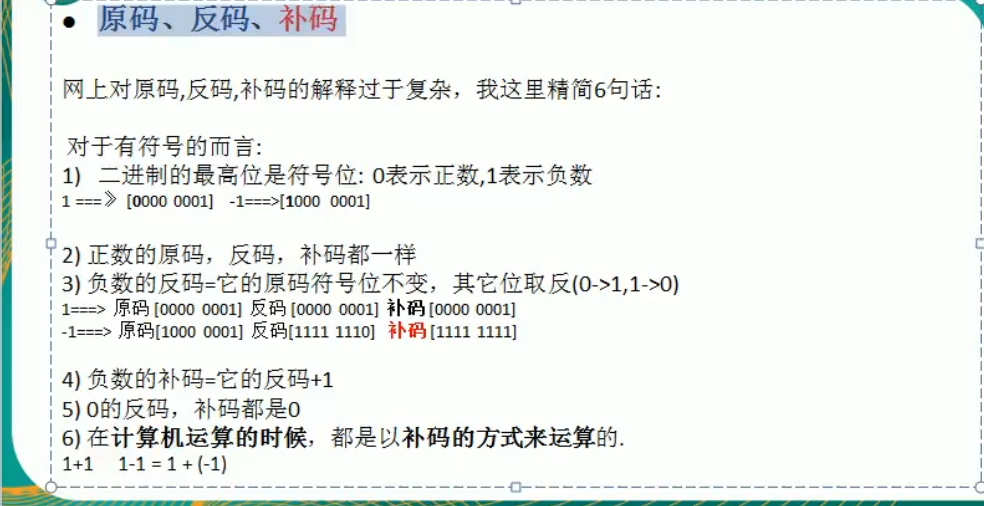 ● 原码、反码、补码
网上对原码,反码,补码的解释过于复杂，我这里精简6句话:
对于有符号的而言:
1) 二进制的最高位是符号位: 0表示正数,1表示负数
1 ===》 [0000 0001] -1===>[1000 0001]
2) 正数的原码，反码，补码都一样
3) 负数的反码=它的原码符号位不变，其它位取反(0->1,1->0)
1===> 原码[0000 0001] 反码[0000 0001] 补码[0000 0001]
-1===> 原码[1000 0001] 反码[1111 1110] 补码[1111 1111]
4) 负数的补码=它的反码+1
5) 0的反码，补码都是0
6) 在计算机运算的时候，都是以补码的方式来运算的.
1+1 1-1 = 1 + (-1)